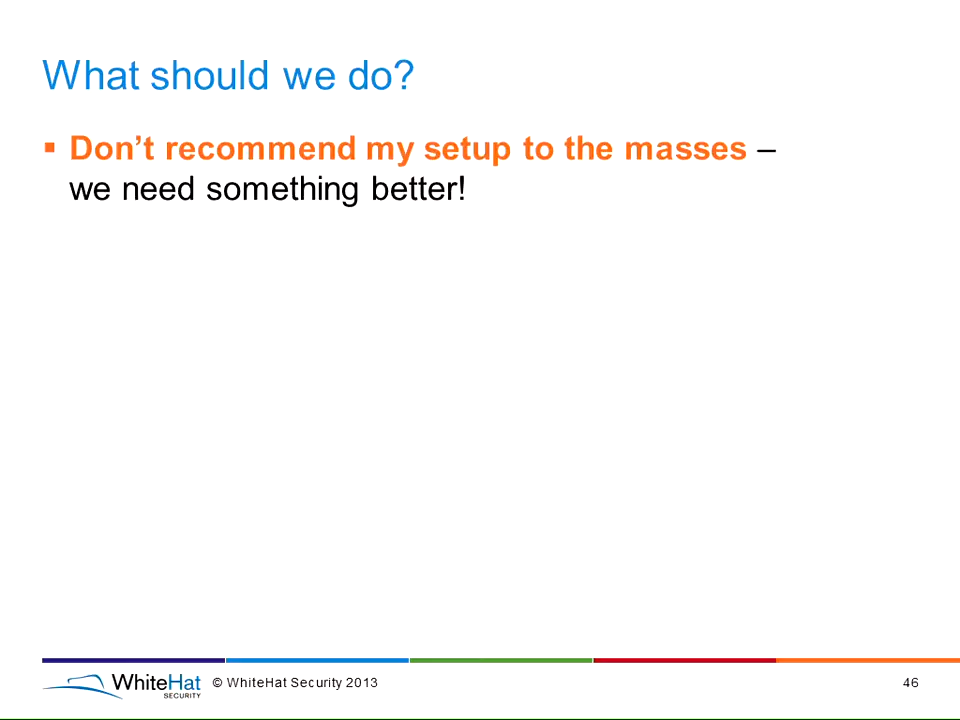 What should we do?
▪ Don’t recommend my setup to the masses –
we need something better!
WhiteHat
SECURITY
© WhiteHat Security 2013
46